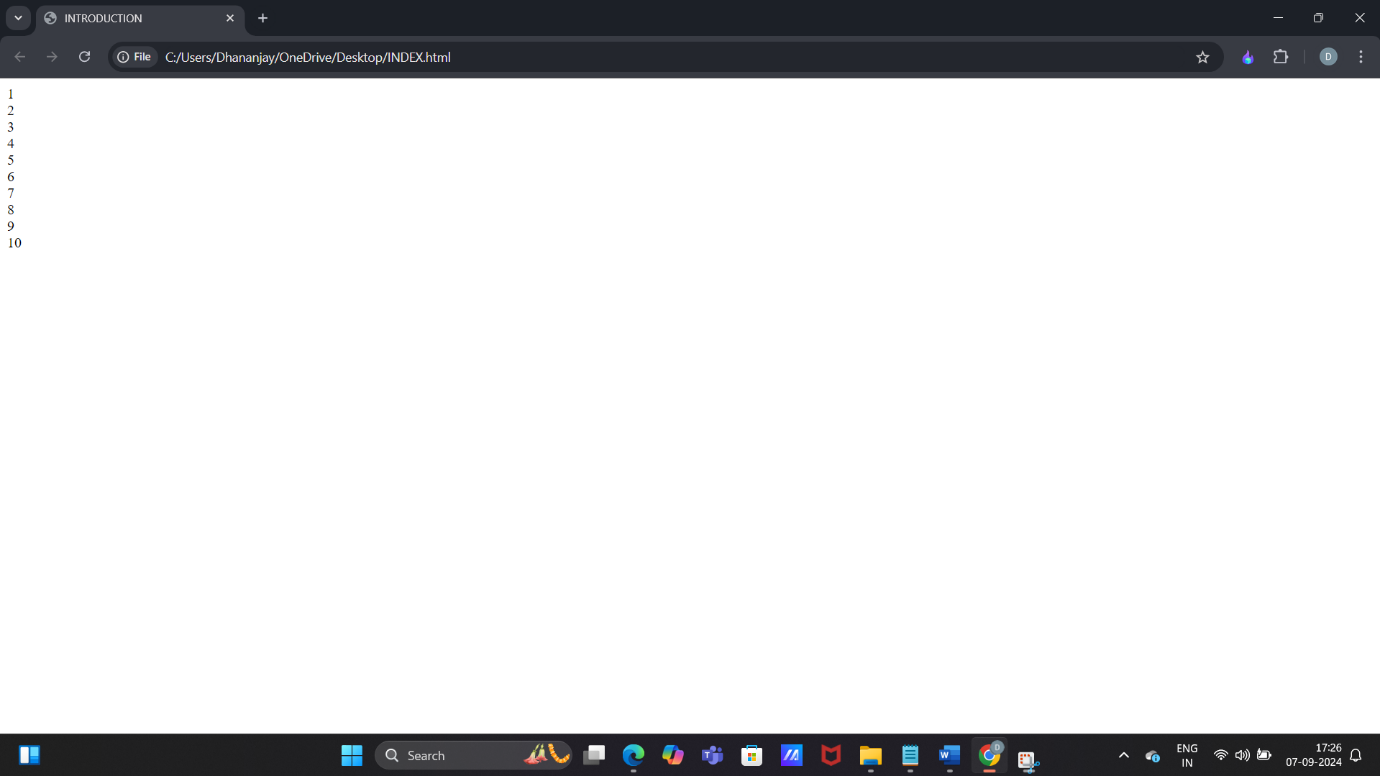 INTRODUCTION
File C:/Users/Dhananjay/OneDrive/Desktop/INDEX.html
D
1
2
3
4
5
6
7
8
9
10
Search
ENG
IN
17:26
07-09-2024